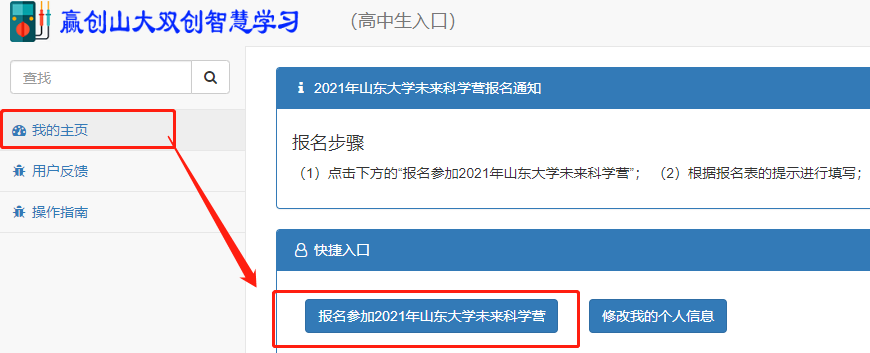 赢创山大双创智慧学习 （高中生入口）
查找
我的主页
用户反馈
操作指南
2021年山东大学未来科学营报名通知
报名步骤
（1）点击下方的“报名参加2021年山东大学未来科学营”； （2）根据报名表的提示进行填写；
快捷入口
报名参加2021年山东大学未来科学营 修改我的个人信息